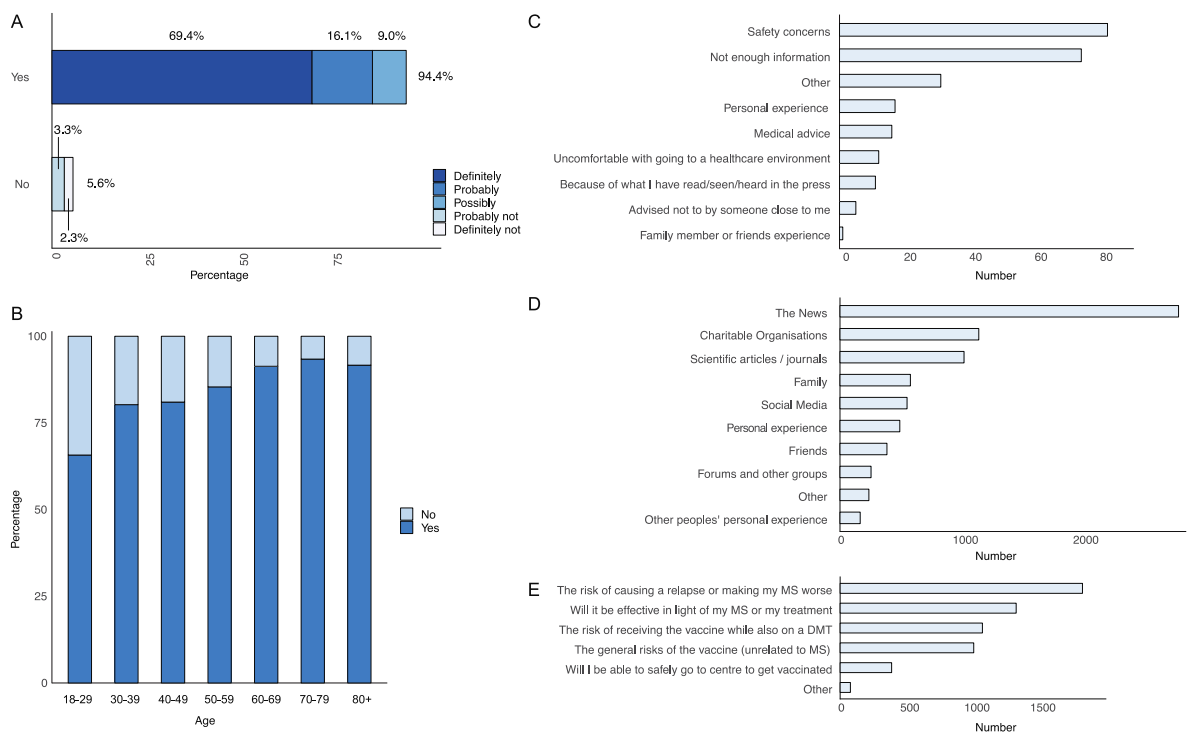 A
69.4%
16.1%
9.0%
Yes
94.4%
3.3%
No
5.6%
2.3%
Definitely
Probably
Possibly
Probably not
Definitely not
0
25
50
75
Percentage
B
100
75
50
25
0
Percentage
18-29
30–39
40–49
50–59
60–69
70–79
80+
Age
No
Yes
C
Safety concerns
Not enough information
Other
Personal experience
Medical advice
Uncomfortable with going to a healthcare environment
Because of what I have read/seen/heard in the press
Advised not to by someone close to me
Family member or friends experience
0
20
40
60
80
Number
D
The News
Charitable Organisations
Scientific articles / journals
Family
Social Media
Personal experience
Friends
Forums and other groups
Other
Other peoples' personal experience
0
1000
2000
Number
E
The risk of causing a relapse or making my MS worse
Will it be effective in light of my MS or my treatment
The risk of receiving the vaccine while also on a DMT
The general risks of the vaccine (unrelated to MS)
Will I be able to safely go to centre to get vaccinated
Other
0
500
1000
1500
Number